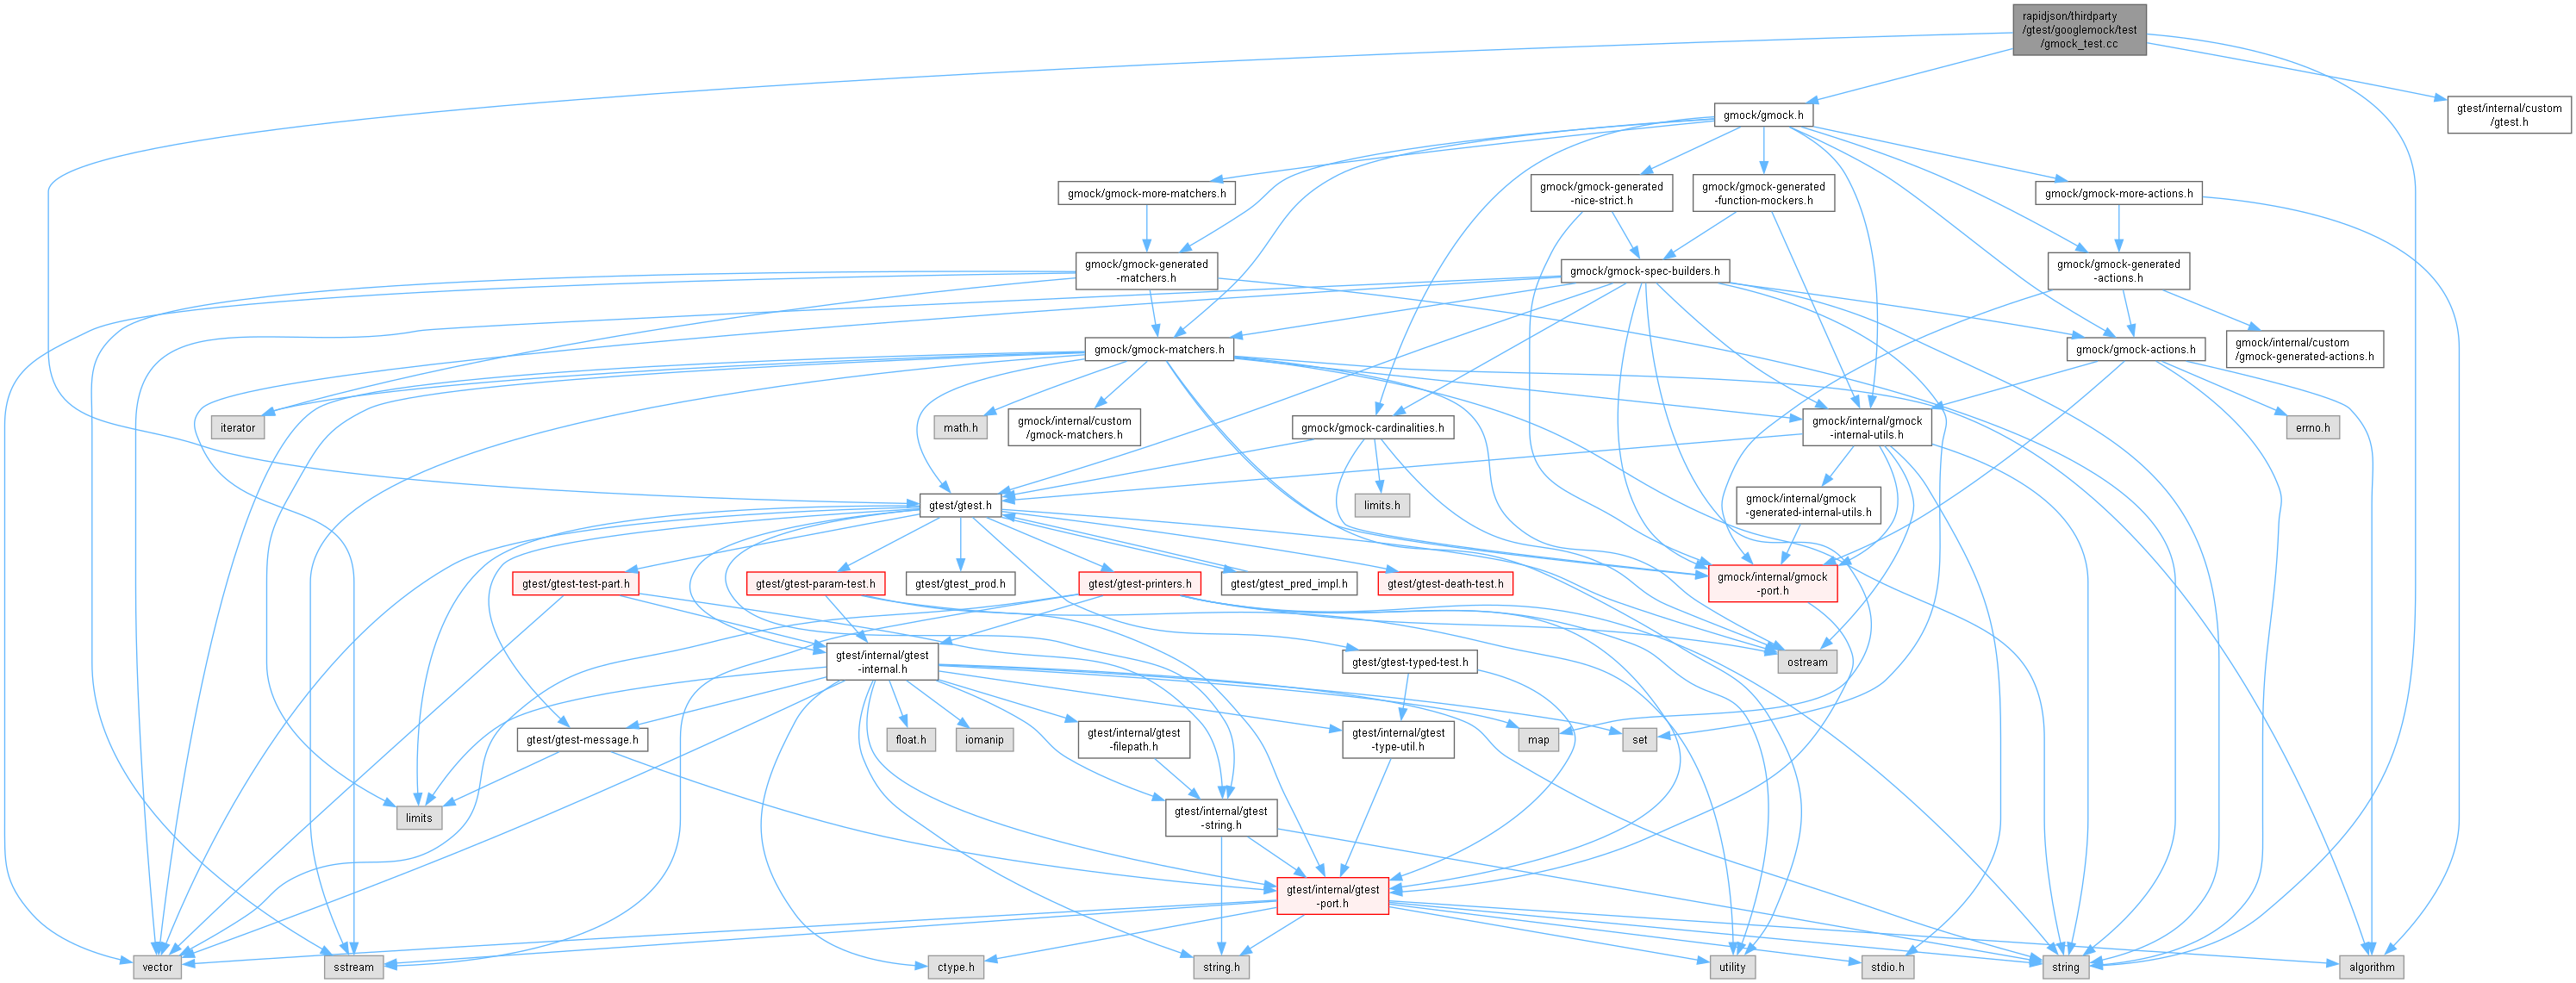 rapidjson/thirdparty
/gtest/googlemock/test
/gmock_test.cc
gmock/gmock.h
gtest/internal/custom
/gtest.h
gmock/gmock-more-matchers.h
gmock/gmock-generated
-nice-strict.h
gmock/gmock-generated
-function-mockers.h
gmock/gmock-more-actions.h
gmock/gmock-generated
-matchers.h
gmock/gmock-spec-builders.h
gmock/gmock-generated
-actions.h
gmock/gmock-matchers.h
gmock/gmock-actions.h
gmock/internal/custom
/gmock-generated-actions.h
iterator
math.h
gmock/internal/custom
/gmock-matchers.h
gmock/gmock-cardinalities.h
gmock/internal/gmock
-internal-utils.h
errno.h
gtest/gtest.h
limits.h
gmock/internal/gmock
-generated-internal-utils.h
gtest/gtest-test-part.h
gtest/gtest-param-test.h
gtest/gtest_prod.h
gtest/gtest-printers.h
gtest/gtest_pred_impl.h
gtest/gtest-death-test.h
gmock/internal/gmock
-port.h
gtest/internal/gtest
-internal.h
gtest/gtest-typed-test.h
ostream
gtest/gtest-message.h
float.h
iomanip
gtest/internal/gtest
-filepath.h
gtest/internal/gtest
-type-util.h
map
set
limits
gtest/internal/gtest
-string.h
gtest/internal/gtest
-port.h
vector
sstream
ctype.h
string.h
utility
stdio.h
string
algorithm